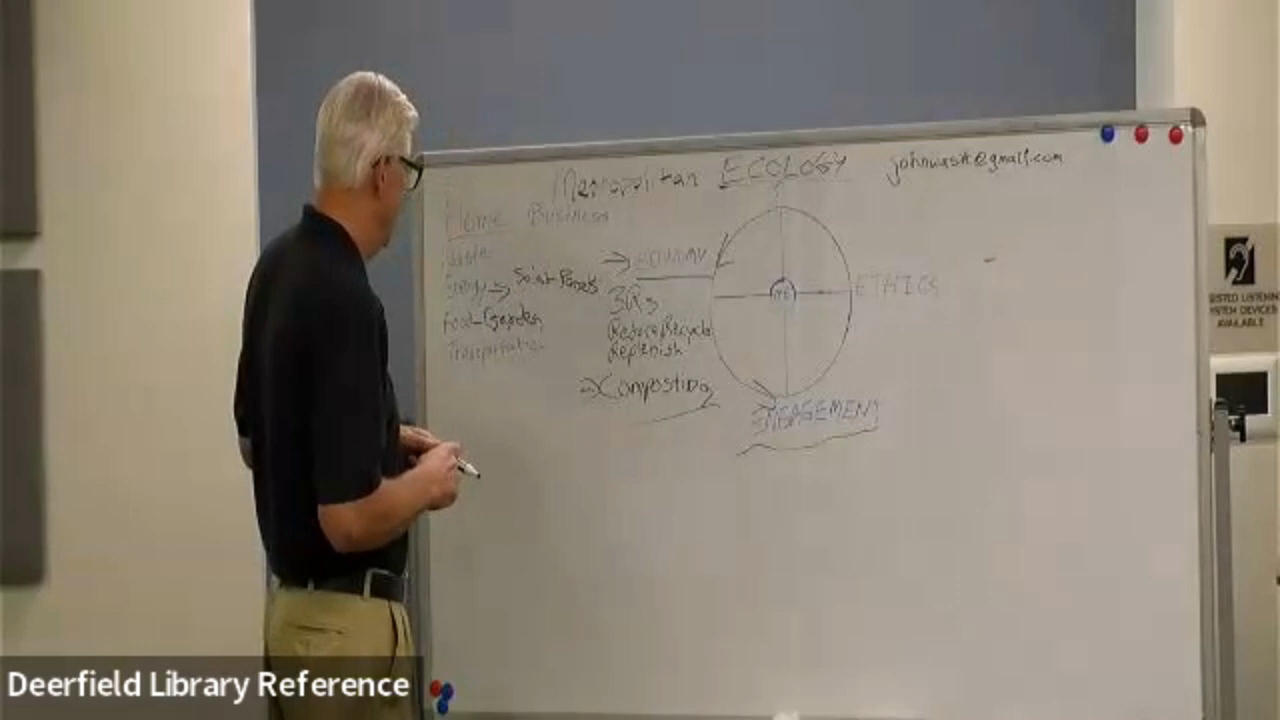 Metropolitan ECOLOGY
johnwasik@gmail.com
Home Business
Waste
Energy → Solar Panels
Food-Garden
Transportation
→ ECONOMY
3Rs
Reduce Recycle
Replenish
→ Composting
ETHICS
ENGAGEMENT
ASSISTED LISTENING
SYSTEM DEVICES
AVAILABLE
Deerfield Library Reference